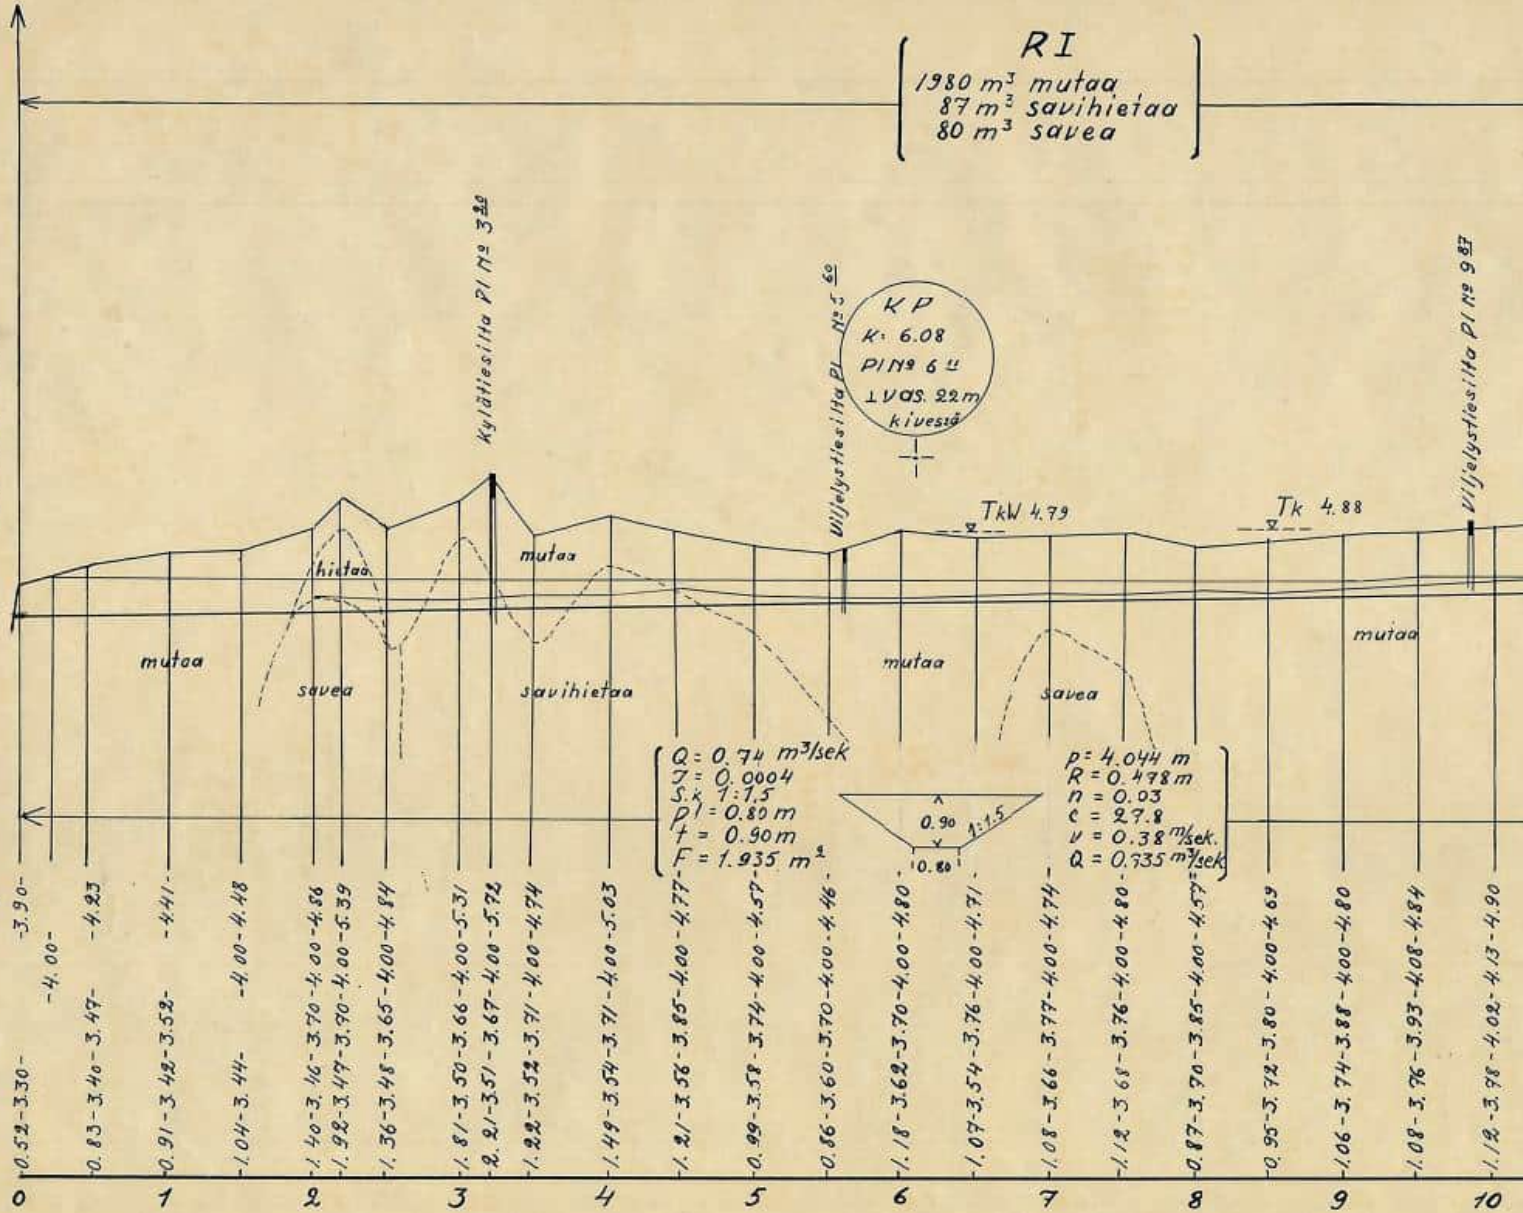 RI
1980 m³ mutaa
87 m³ savihietaa
80 m³ savea
Kylätiesilta Pl Nº 3 20
Viljelystiesilta Pl Nº 5 60
KP
K: 6.08
Pl Nº 6 11
⊥ vas. 22 m
kivessä
Viljelystiesilta Pl Nº 9 87
TkW 4.79
Tk 4.88
hietaa
mutaa
mutaa
savea
savihietaa
mutaa
savea
mutaa
Q = 0.74 m³/sek
J = 0.0004
S.k 1:1.5
pl = 0.80 m
t = 0.90 m
F = 1.935 m²
0.90
1:1.5
0.80
p = 4.044 m
R = 0.478 m
n = 0.03
c = 27.8
v = 0.38 m/sek.
Q = 0.735 m³/sek
0.52-3.30- -3.90-
-4.00-
0.83-3.40-3.47- -4.23
0.91-3.42-3.52- -4.41-
1.04-3.44- -4.00-4.48
1.40-3.46-3.70-4.00-4.86
1.92-3.47-3.70-4.00-5.39
1.36-3.48-3.65-4.00-4.84
1.81-3.50-3.66-4.00-5.31
2.21-3.51-3.67-4.00-5.72
1.22-3.52-3.71-4.00-4.74
1.49-3.54-3.71-4.00-5.03
1.21-3.56-3.85-4.00-4.77-
0.99-3.58-3.74-4.00-4.57-
0.86-3.60-3.70-4.00-4.46-
1.18-3.62-3.70-4.00-4.80-
1.07-3.54-3.76-4.00-4.71-
1.08-3.66-3.77-4.00-4.74-
1.12-3.68-3.76-4.00-4.80-
0.87-3.70-3.85-4.00-4.57-
0.95-3.72-3.80-4.00-4.69
1.06-3.74-3.88-4.00-4.80
1.08-3.76-3.93-4.08-4.84
1.12-3.78-4.02-4.13-4.90
0 1 2 3 4 5 6 7 8 9 10